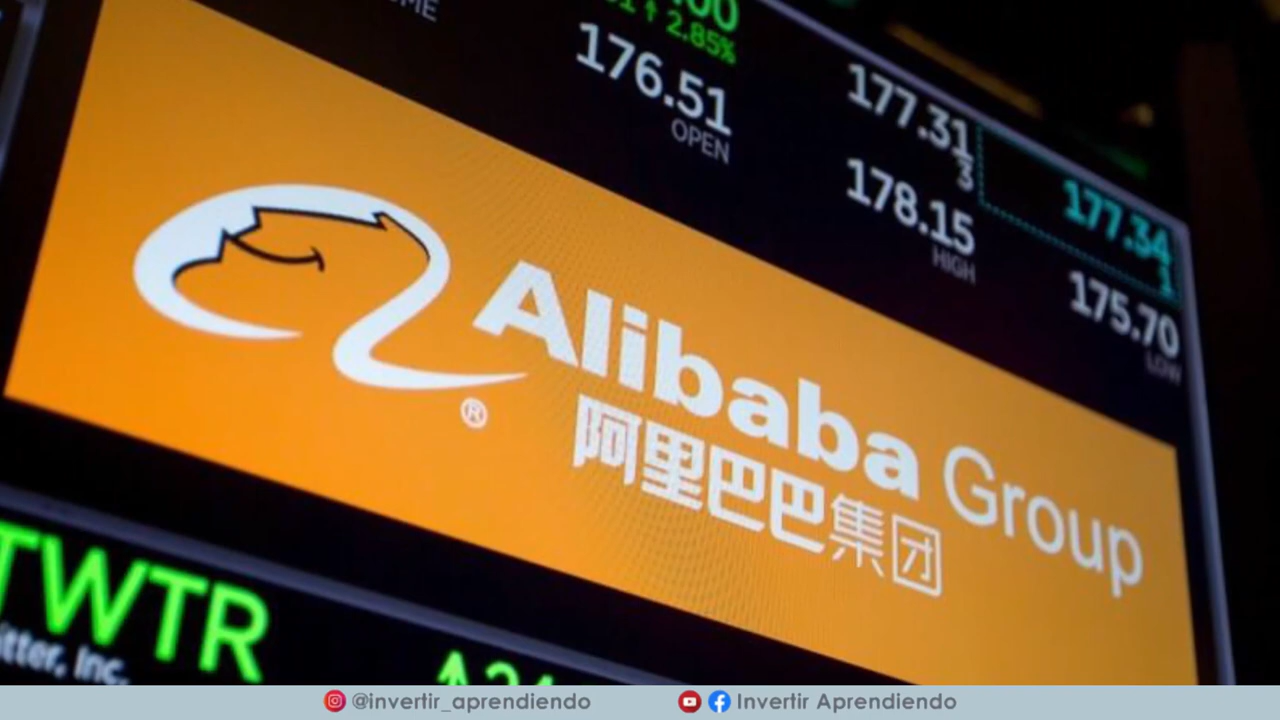 2.85%
176.51
OPEN
177.31
3
177.34
1
178.15
HIGH
175.70
LOW
®
Alibaba Group
阿里巴巴集团
TWTR
Inc.
@invertir_aprendiendo
Invertir Aprendiendo